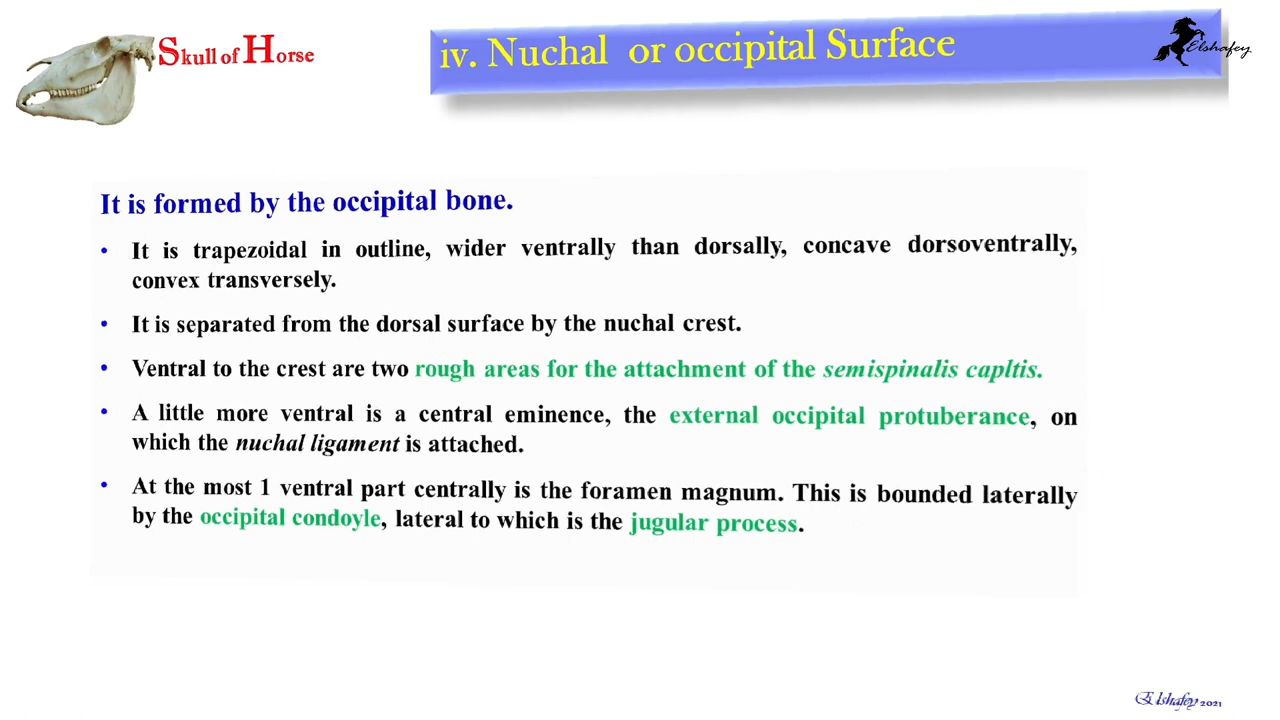 Skull of Horse
iv. Nuchal or occipital Surface
Elshafey
It is formed by the occipital bone.
• It is trapezoidal in outline, wider ventrally than dorsally, concave dorsoventrally,
convex transversely.
• It is separated from the dorsal surface by the nuchal crest.
• Ventral to the crest are two rough areas for the attachment of the semispinalis capltis.
• A little more ventral is a central eminence, the external occipital protuberance, on
which the nuchal ligament is attached.
• At the most 1 ventral part centrally is the foramen magnum. This is bounded laterally
by the occipital condoyle, lateral to which is the jugular process.
Elshafey 2021